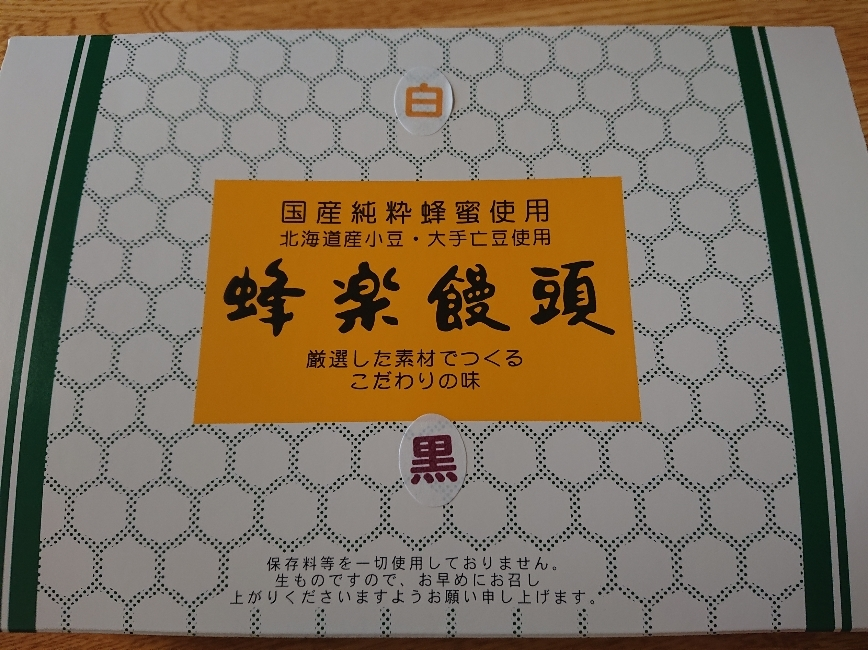 白
国産純粋蜂蜜使用
北海道産小豆・大手亡豆使用
蜂楽饅頭
厳選した素材でつくる
こだわりの味
黒
保存料等を一切使用しておりません。
生ものですので、お早めにお召し
上がりくださいますようお願い申し上げます。